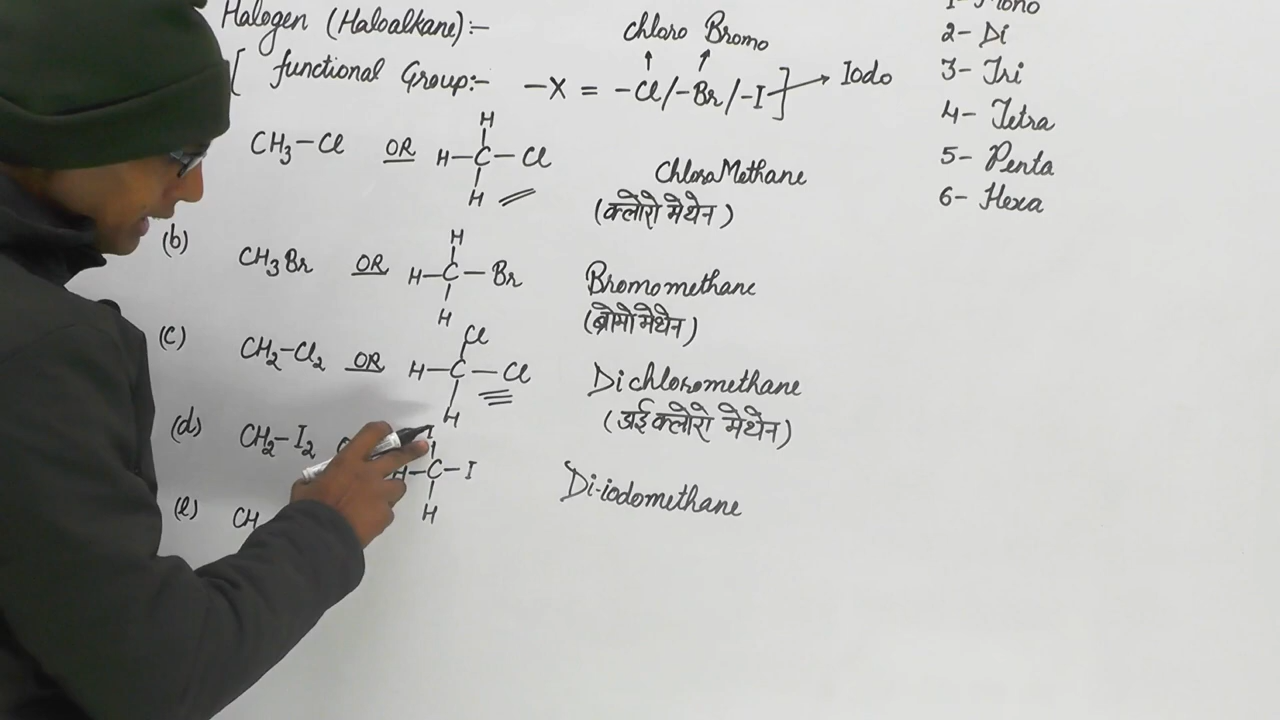 Halogen (Haloalkane):-
chloro Bromo
[ functional Group:- -X = -Cl/-Br/-I ] → Iodo
1- Mono
2- Di
3- Tri
4- Tetra
5- Penta
6- Hexa
CH₃-Cl OR H-C-Cl H H
ChloroMethane
(क्लोरो मेथेन)
(b) CH₃Br OR H-C-Br H H
Bromomethane
(ब्रोमो मेथेन)
(c) CH₂-Cl₂ OR H-C-Cl Cl H
Dichloromethane
(डाई क्लोरो मेथेन)
(d) CH₂-I₂ H-C-I H
Di-iodomethane
(e) CH